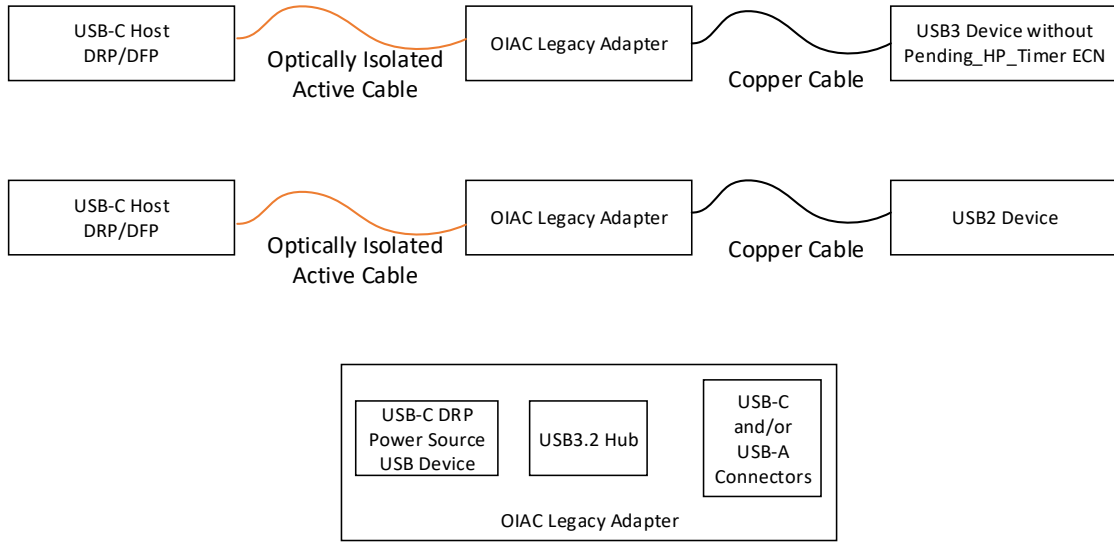 USB-C Host
DRP/DFP
Optically Isolated
Active Cable
OIAC Legacy Adapter
Copper Cable
USB3 Device without
Pending_HP_Timer ECN
USB-C Host
DRP/DFP
Optically Isolated
Active Cable
OIAC Legacy Adapter
Copper Cable
USB2 Device
USB-C DRP
Power Source
USB Device
USB3.2 Hub
USB-C
and/or
USB-A
Connectors
OIAC Legacy Adapter